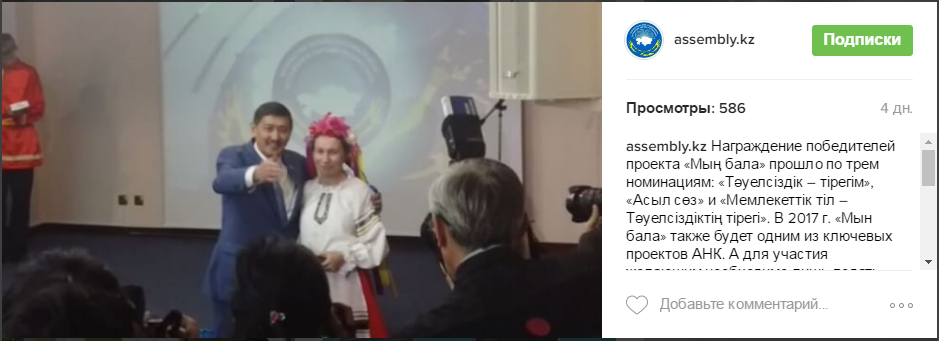 assembly.kz
Подписки
Просмотры: 586
4 дн.
assembly.kz Награждение победителей
проекта «Мың бала» прошло по трем
номинациям: «Тәуелсіздік – тірегім»,
«Асыл сөз» и «Мемлекеттік тіл –
Тәуелсіздіктің тірегі». В 2017 г. «Мын
бала» также будет одним из ключевых
проектов АНК. А для участия
Добавьте комментарий...